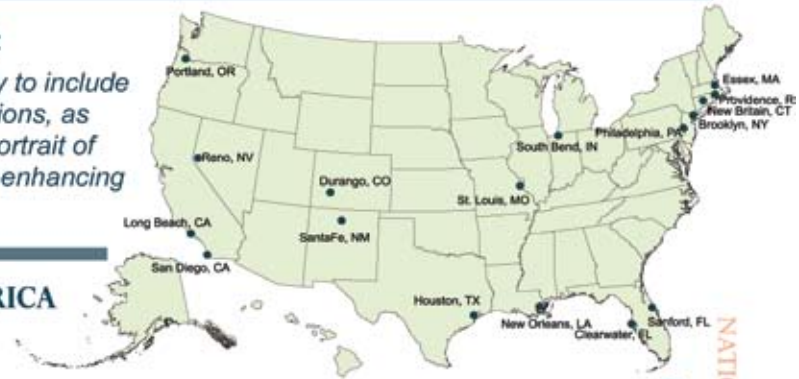 y to include
ions, as
ortrait of
enhancing
RICA
Portland, OR
Reno, NV
Durango, CO
Long Beach, CA
SantaFe, NM
San Diego, CA
Houston, TX
New Orleans, LA
St. Louis, MO
South Bend, IN
Essex, MA
Providence, RI
New Britain, CT
Philadelphia, PA
Brooklyn, NY
Sanford, FL
Clearwater, FL
NATI